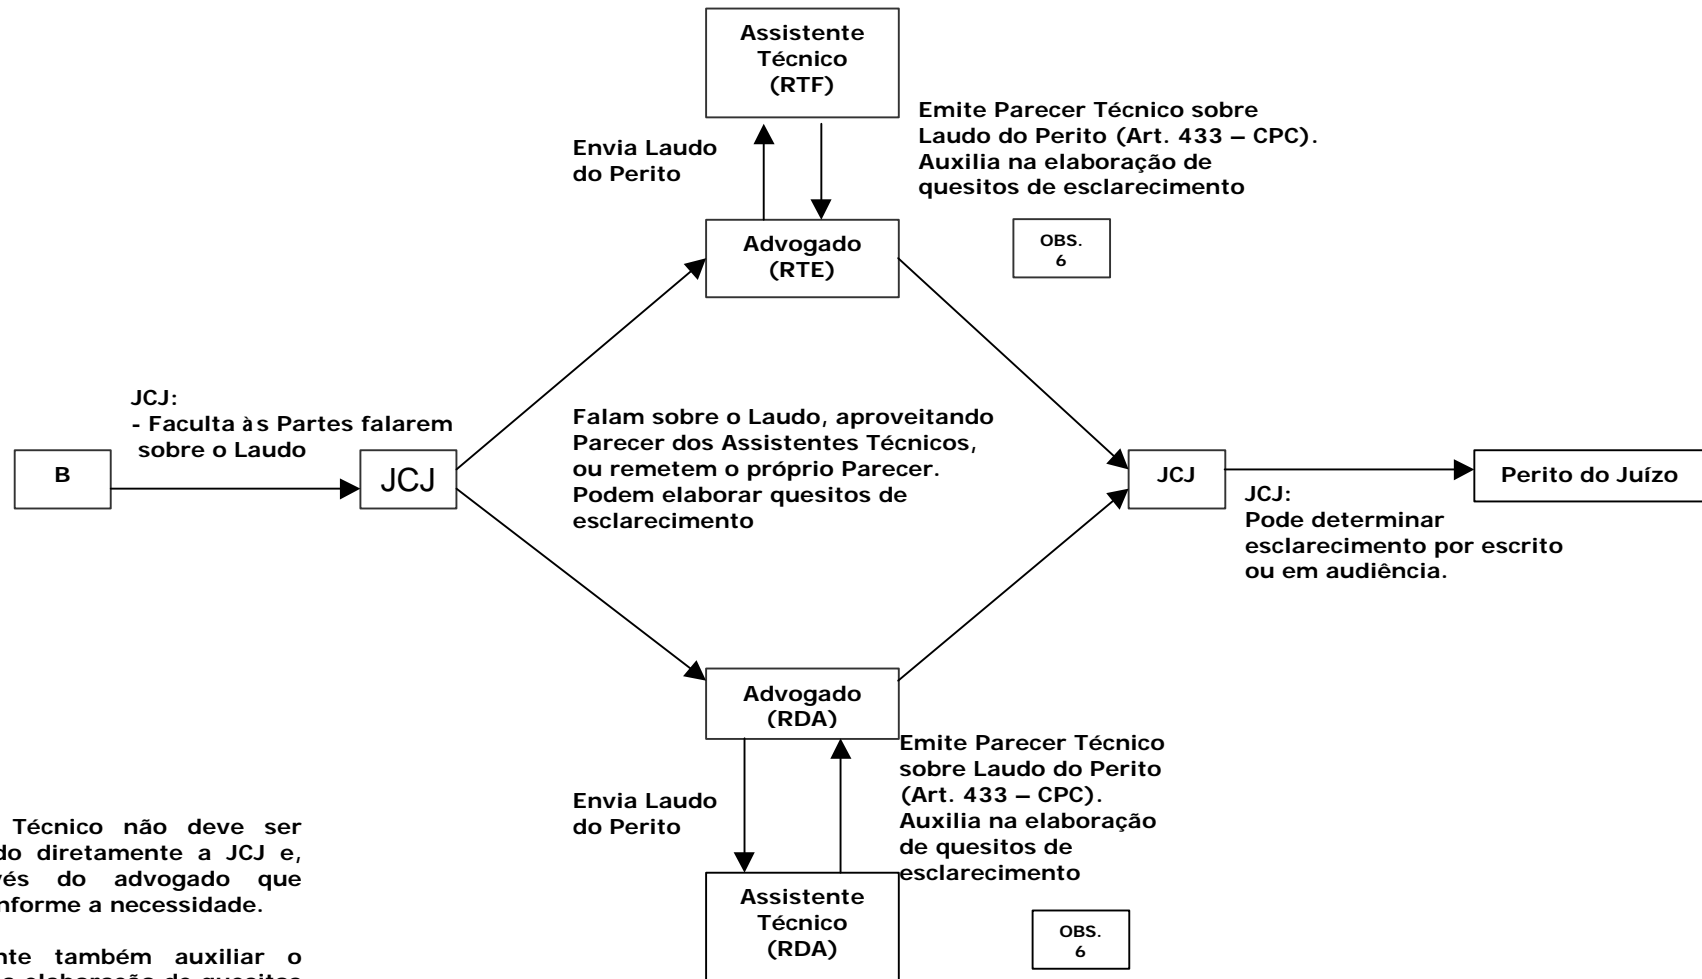 Assistente
Técnico
(RTF)
Emite Parecer Técnico sobre
Laudo do Perito (Art. 433 – CPC).
Auxilia na elaboração de
quesitos de esclarecimento
Envia Laudo
do Perito
Advogado
(RTE)
OBS.
6
JCJ:
- Faculta às Partes falarem
sobre o Laudo
B
JCJ
Falam sobre o Laudo, aproveitando
Parecer dos Assistentes Técnicos,
ou remetem o próprio Parecer.
Podem elaborar quesitos de
esclarecimento
JCJ
Perito do Juízo
JCJ:
Pode determinar
esclarecimento por escrito
ou em audiência.
Advogado
(RDA)
Emite Parecer Técnico
sobre Laudo do Perito
(Art. 433 – CPC).
Auxilia na elaboração
de quesitos de
esclarecimento
Envia Laudo
do Perito
Assistente
Técnico
(RDA)
OBS.
6
Técnico não deve ser
do diretamente a JCJ e,
vés do advogado que
nforme a necessidade.
nte também auxiliar o
elaboração de quesitos